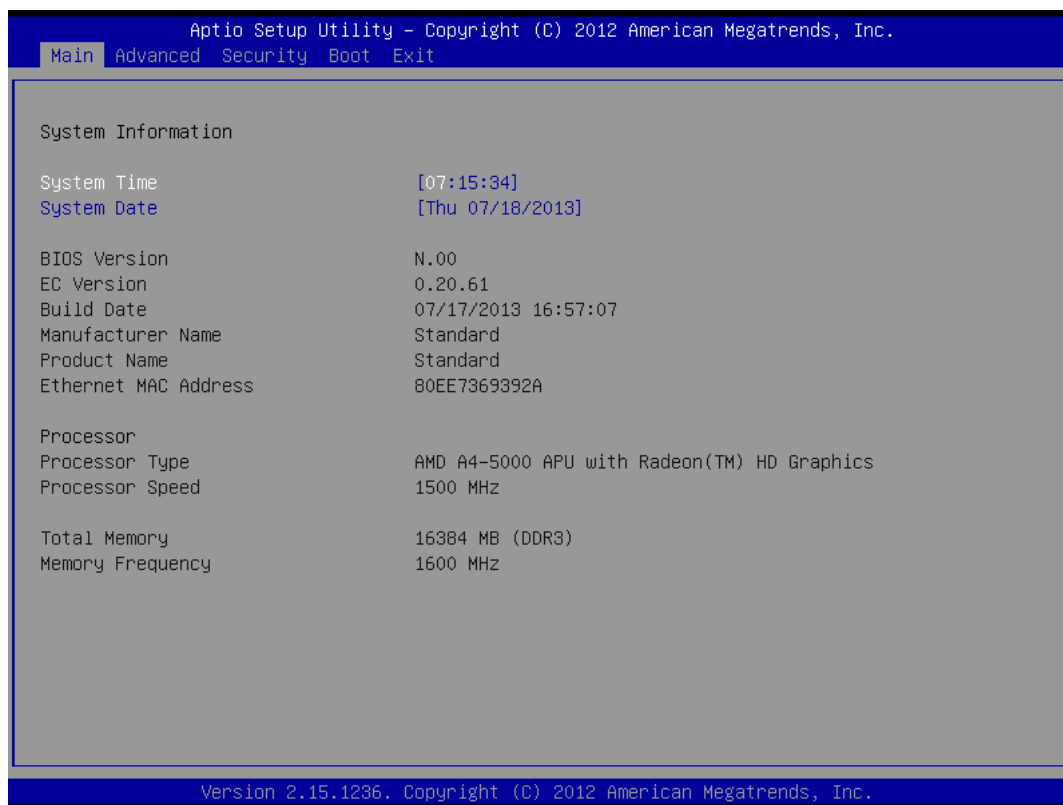 Aptio Setup Utility – Copyright (C) 2012 American Megatrends, Inc.
Main Advanced Security Boot Exit
System Information
System Time [07:15:34]
System Date [Thu 07/18/2013]
BIOS Version N.00
EC Version 0.20.61
Build Date 07/17/2013 16:57:07
Manufacturer Name Standard
Product Name Standard
Ethernet MAC Address 80EE7369392A
Processor
Processor Type AMD A4-5000 APU with Radeon(TM) HD Graphics
Processor Speed 1500 MHz
Total Memory 16384 MB (DDR3)
Memory Frequency 1600 MHz
Version 2.15.1236. Copyright (C) 2012 American Megatrends, Inc.